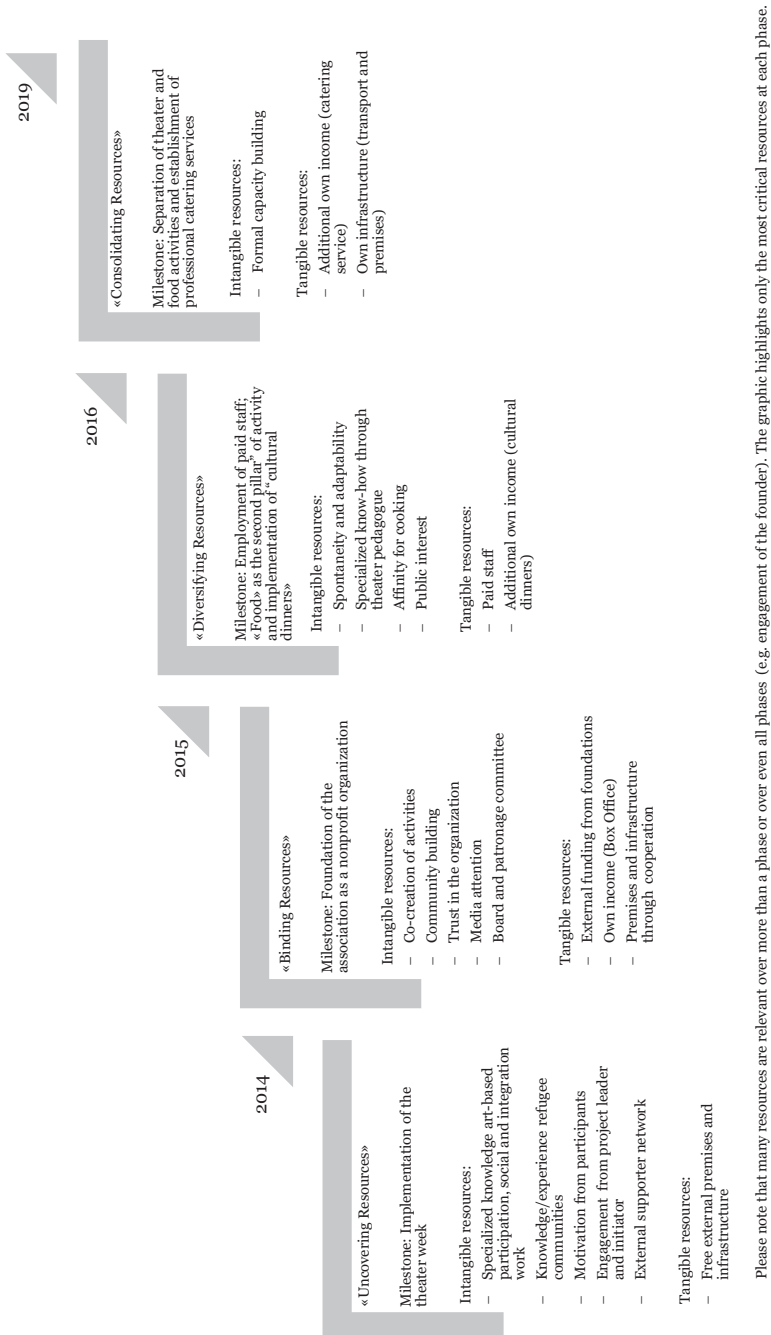 2014
«Uncovering Resources»
Milestone: Implementation of the
theater week
Intangible resources:
– Specialized knowledge art-based
participation, social and integration
work
– Knowledge/experience refugee
communities
– Motivation from participants
– Engagement from project leader
and initiator
– External supporter network
Tangible resources:
– Free external premises and
infrastructure
2015
«Binding Resources»
Milestone: Foundation of the
association as a nonprofit organization
Intangible resources:
– Co-creation of activities
– Community building
– Trust in the organization
– Media attention
– Board and patronage committee
Tangible resources:
– External funding from foundations
– Own income (Box Office)
– Premises and infrastructure
through cooperation
2016
«Diversifying Resources»
Milestone: Employment of paid staff;
«Food» as the second pillar” of activity
and implementation of “cultural
dinners»
Intangible resources:
– Spontaneity and adaptability
– Specialized know-how through
theater pedagogue
– Affinity for cooking
– Public interest
Tangible resources:
– Paid staff
– Additional own income (cultural
dinners)
2019
«Consolidating Resources»
Milestone: Separation of theater and
food activities and establishment of
professional catering services
Intangible resources:
– Formal capacity building
Tangible resources:
– Additional own income (catering
service)
– Own infrastructure (transport and
premises)
Please note that many resources are relevant over more than a phase or over even all phases (e.g. engagement of the founder). The graphic highlights only the most critical resources at each phase.